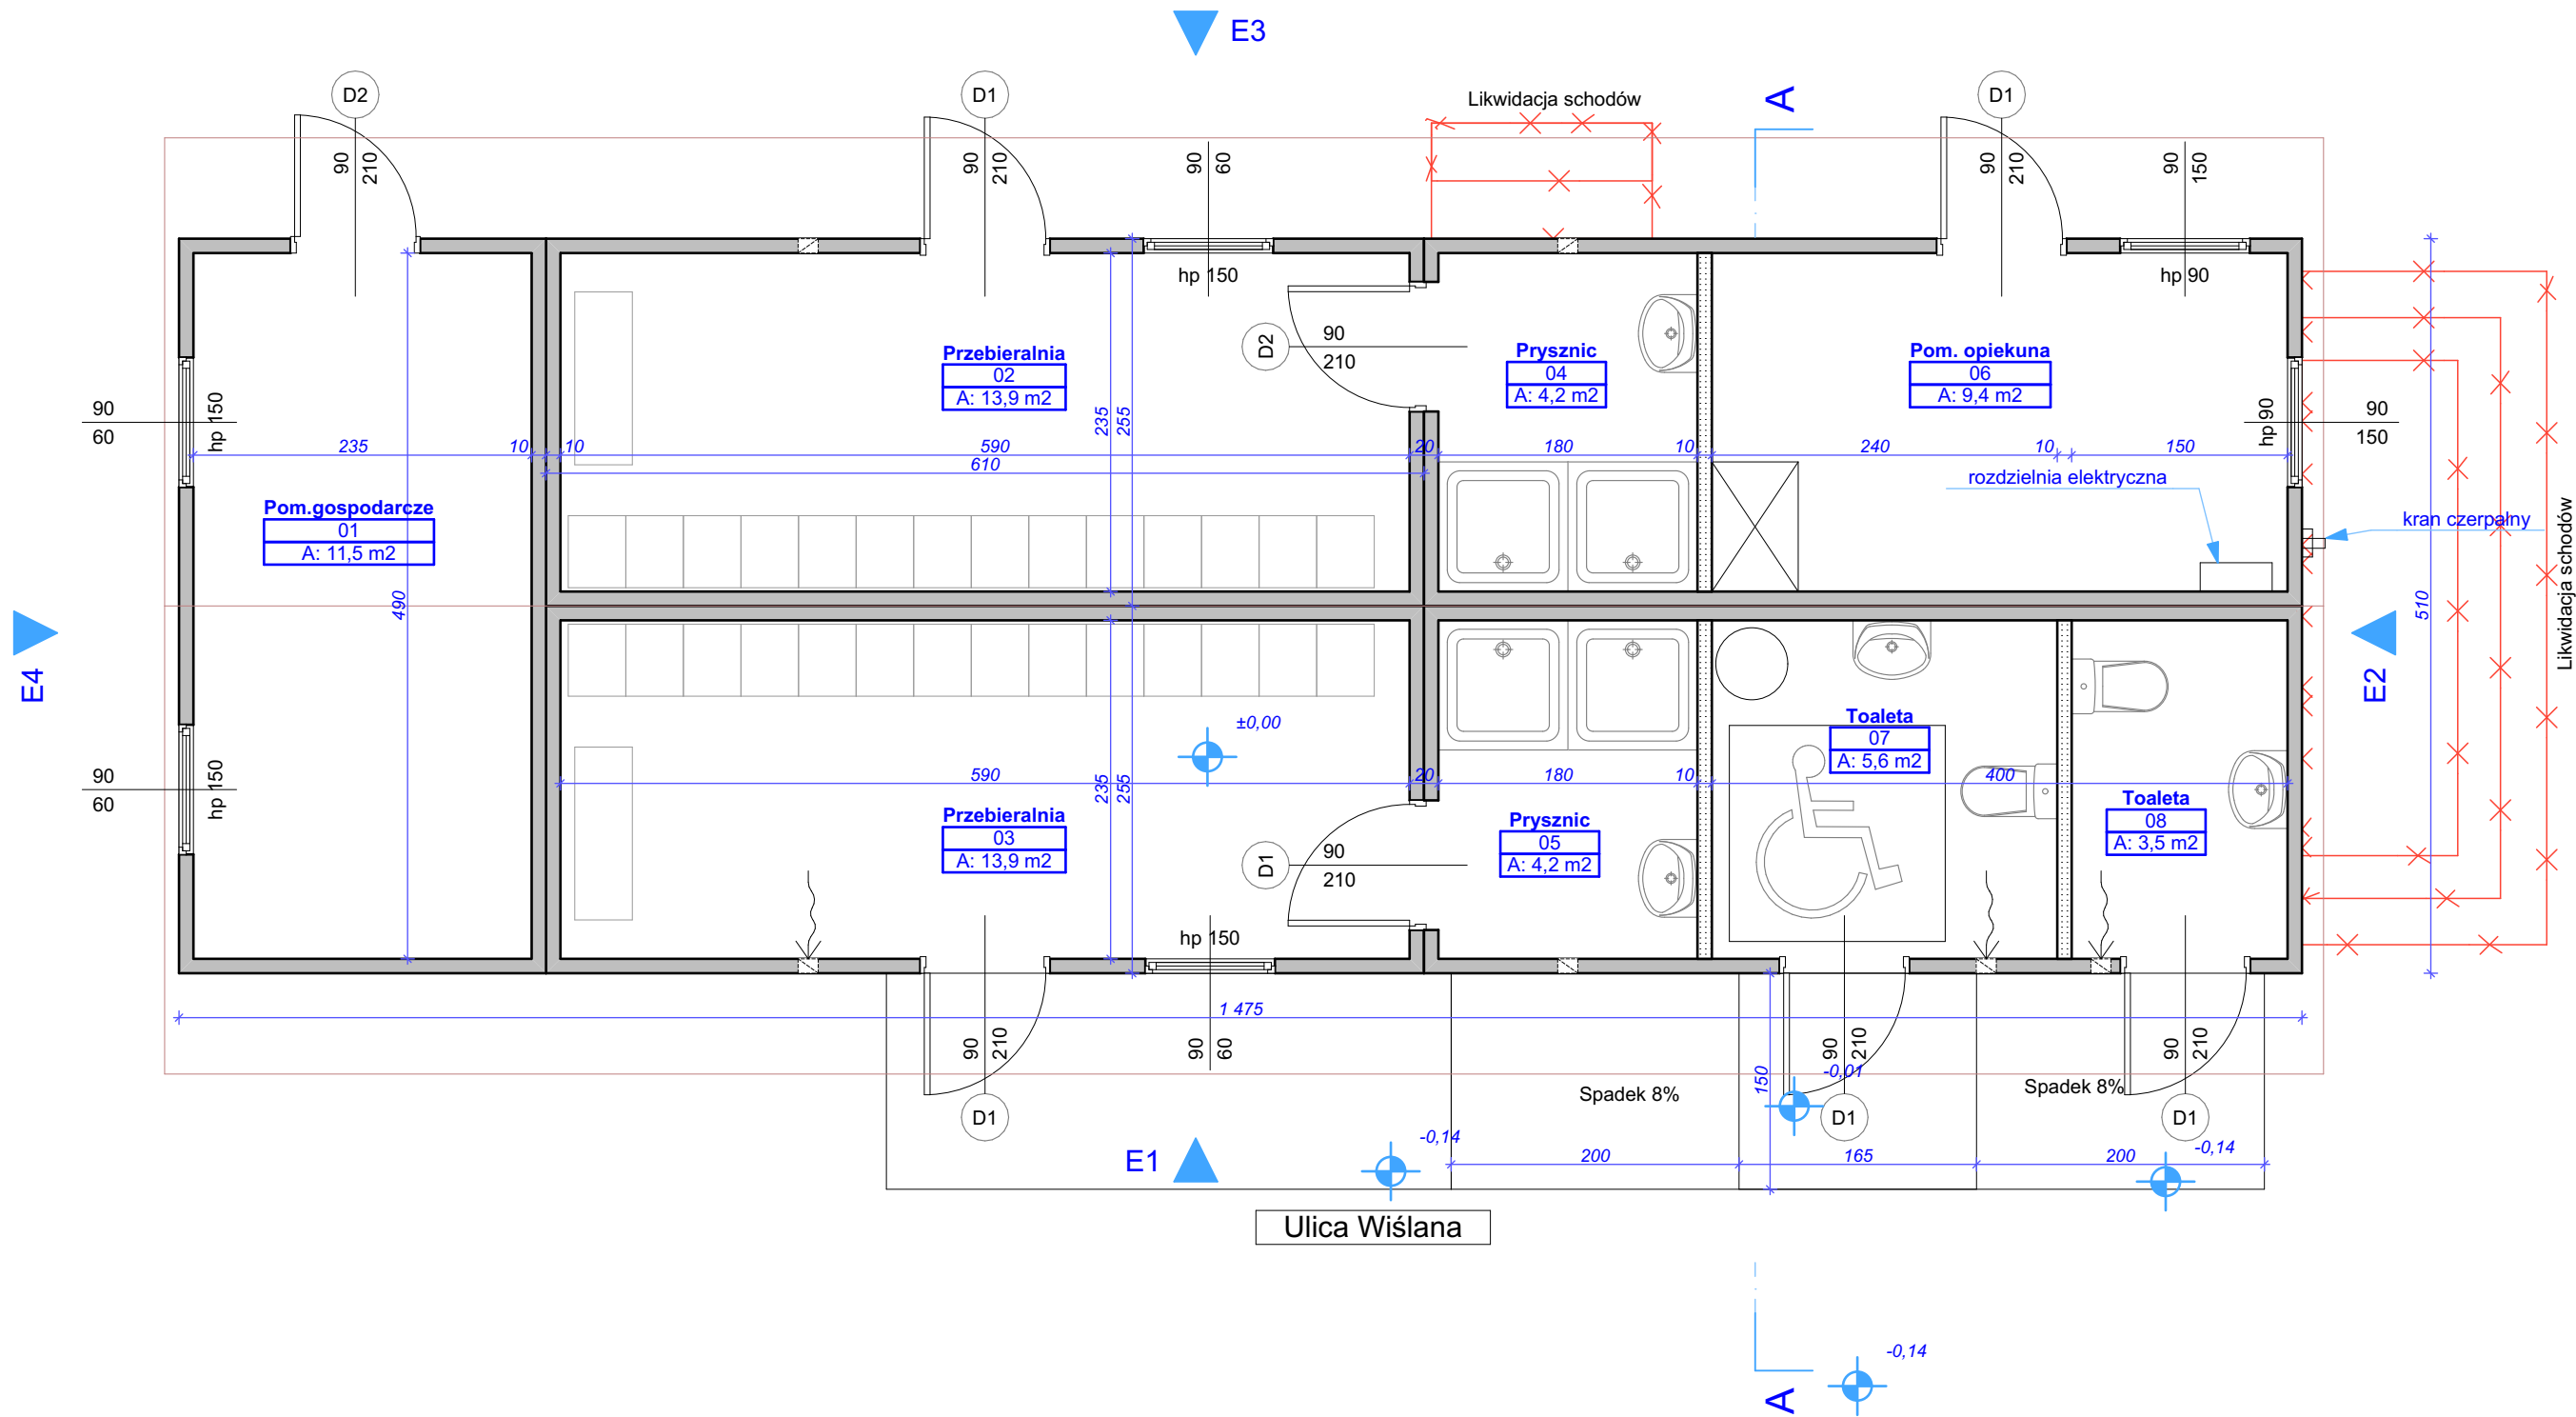 E3
D2
D1
Likwidacja schodów
A
D1
90
210
90
210
90
60
90
210
90
150
hp 150
hp 90
D2
90
210
Przebieralnia
02
A: 13,9 m2
Prysznic
04
A: 4,2 m2
Pom. opiekuna
06
A: 9,4 m2
90
60
hp 150
235
255
hp 90
90
150
235
10
10
590
20
180
10
240
10
150
610
rozdzielnia elektryczna
Pom.gospodarcze
01
A: 11,5 m2
kran czerpalny
Likwidacja schodów
490
510
E4
E2
±0,00
Toaleta
07
A: 5,6 m2
90
60
hp 150
590
235
255
20
180
10
400
Przebieralnia
03
A: 13,9 m2
Prysznic
05
A: 4,2 m2
Toaleta
08
A: 3,5 m2
D1
90
210
hp 150
1 475
90
210
90
60
90
210
90
210
-0,01
150
Spadek 8%
Spadek 8%
D1
D1
D1
E1
-0,14
200
165
200
-0,14
Ulica Wiślana
-0,14
A